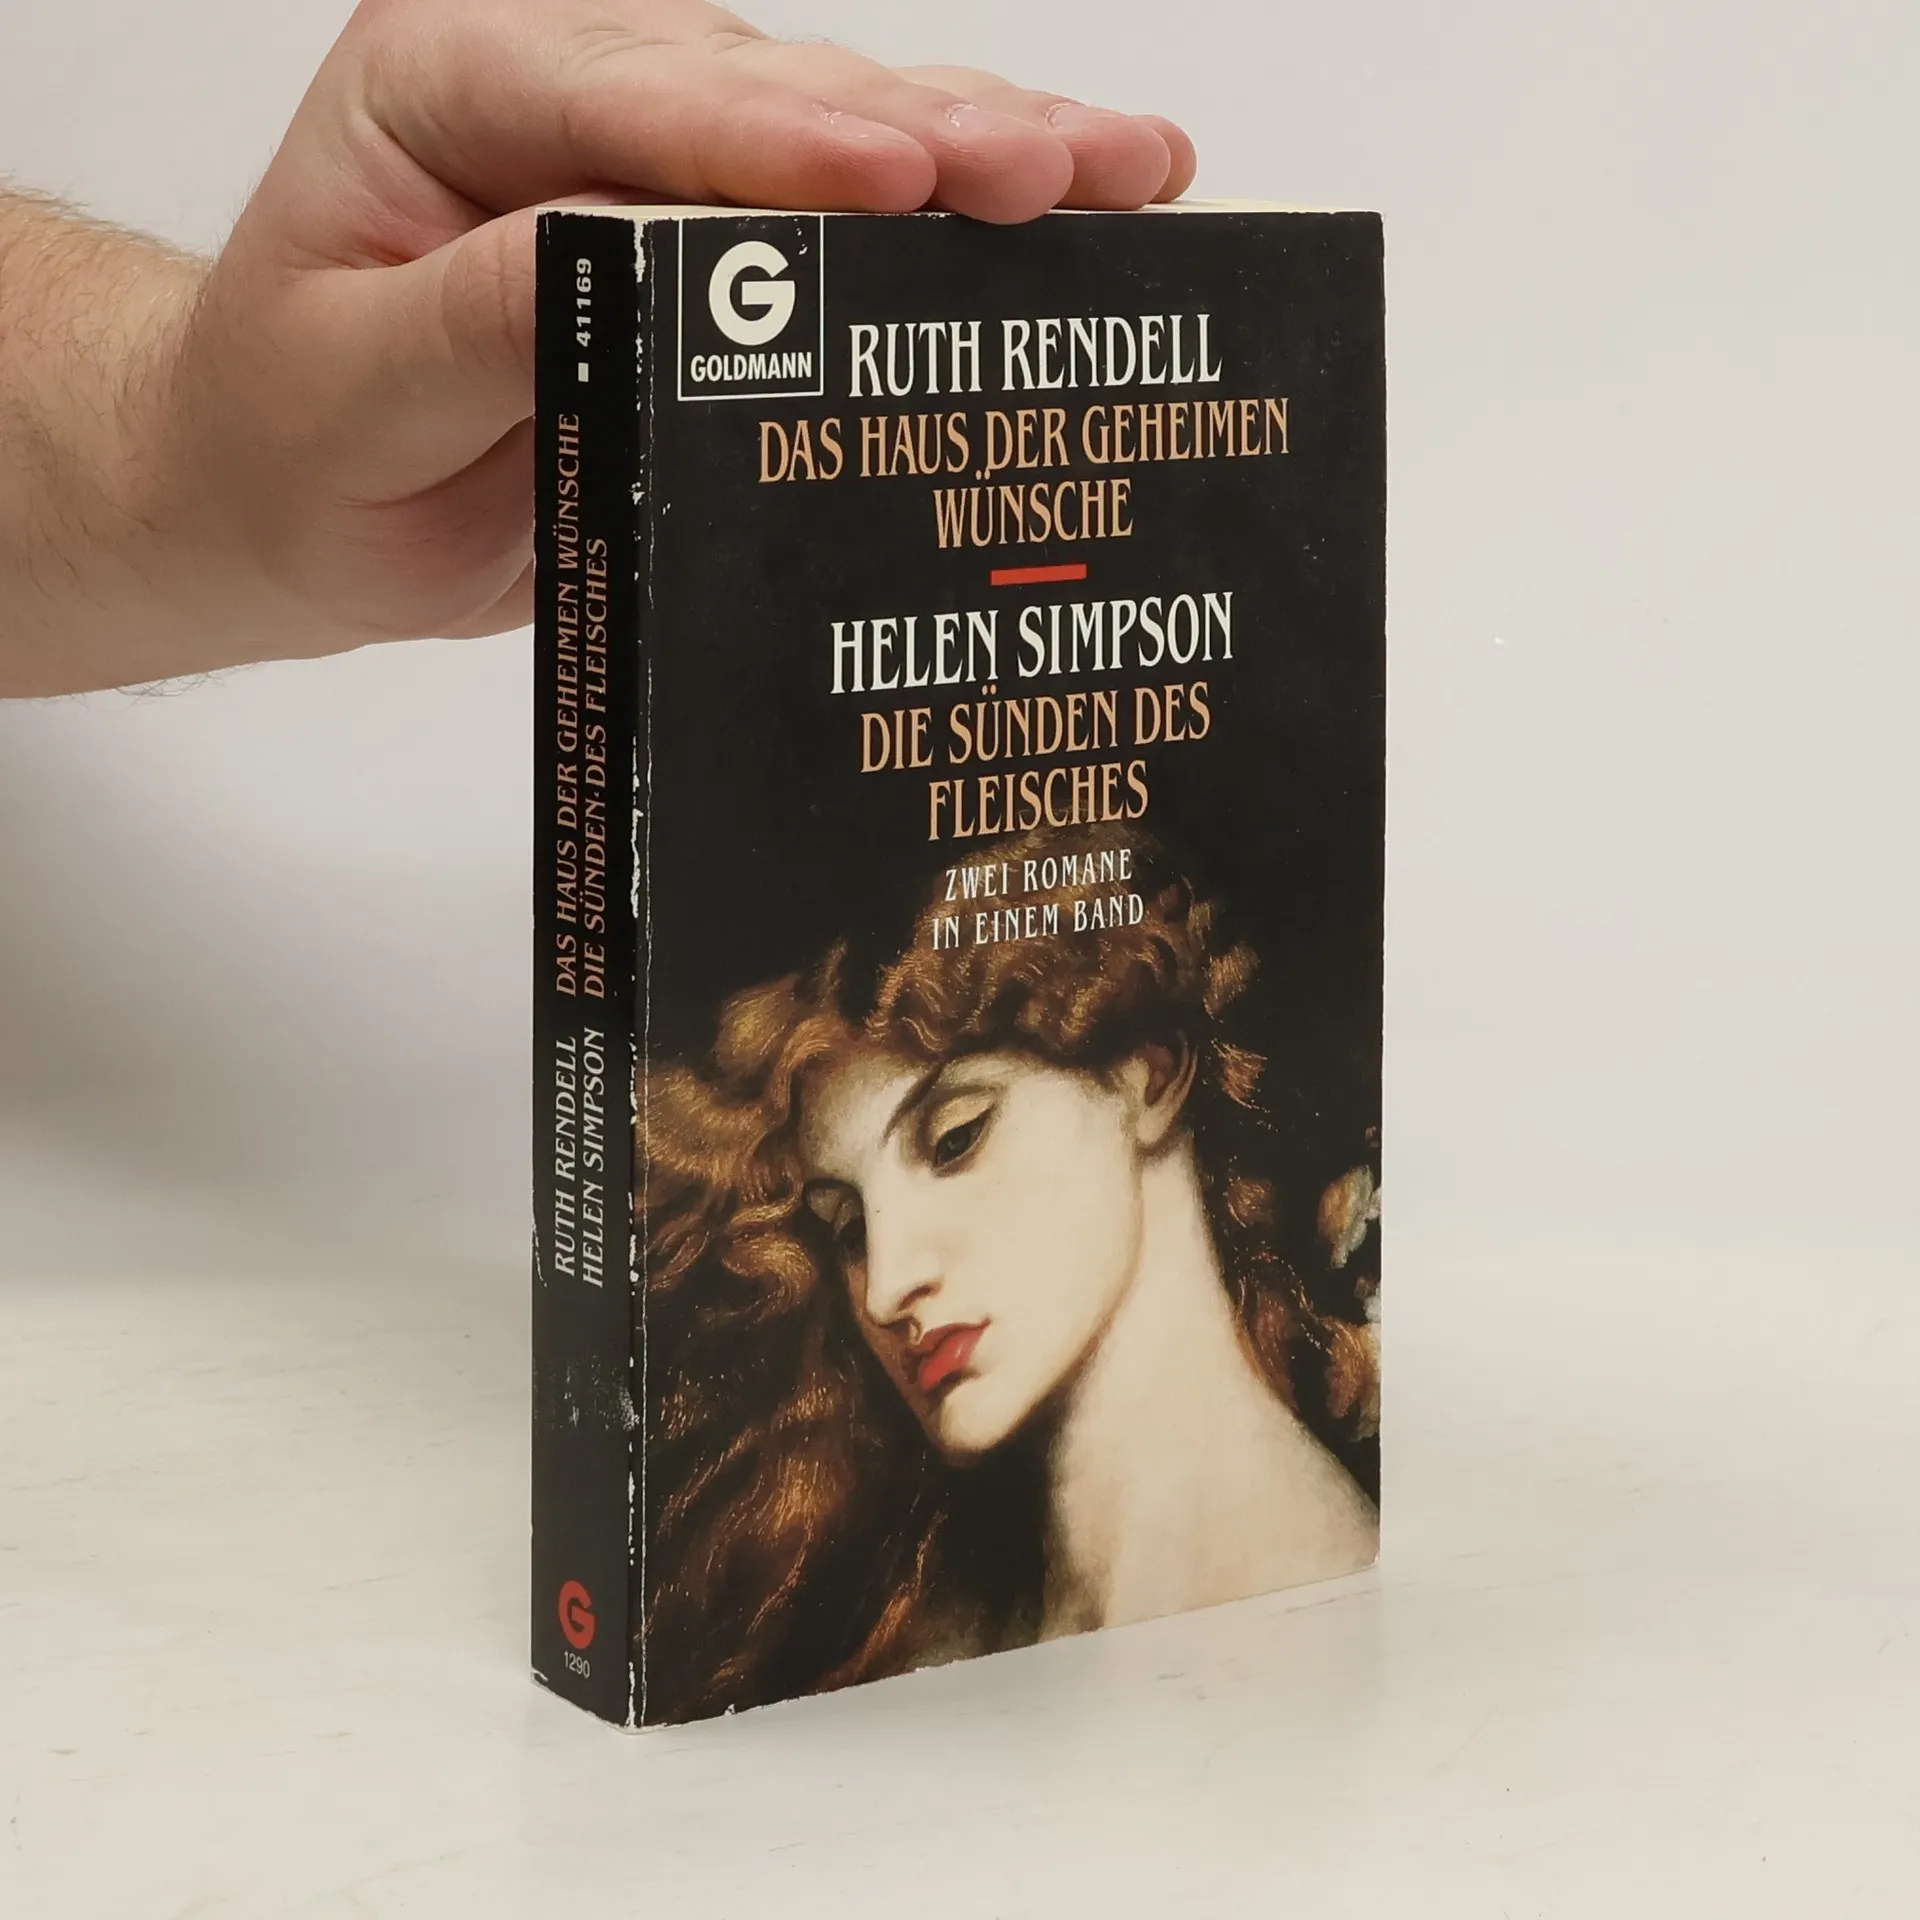 41169
DAS HAUS DER GEHEIMEN WÜNSCHE
DIE SÜNDEN·DES FLEISCHES
RUTH RENDELL
HELEN SIMPSON
G
1290
G
GOLDMANN
RUTH RENDELL
DAS HAUS DER GEHEIMEN
WÜNSCHE
HELEN SIMPSON
DIE SÜNDEN DES
FLEISCHES
ZWEI ROMANE
IN EINEM BAND